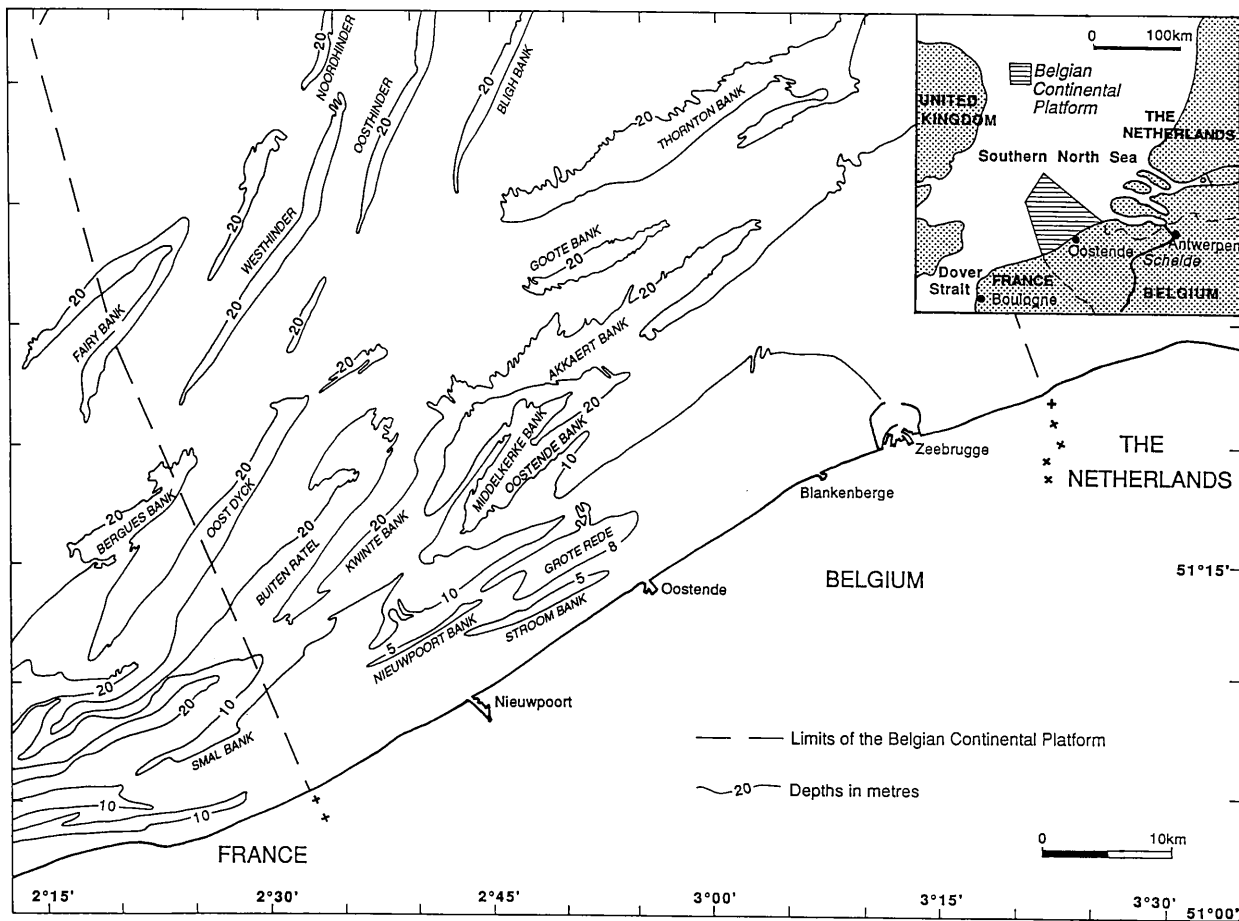 20
NOORDHINDER
20
OOSTHINDER
20
BLIGH BANK
20
THORNTON BANK
20
20
WESTHINDER
20
20
GOOTE BANK
20
20
FAIRY BANK
20
20
AKKAERT BANK
20
MIDDELKERKE BANK
OOSTENDE BANK
10
20
BERGUES BANK
20
OOST DYCK
20
BUITEN RATEL
20
KWINTE BANK
GROTE REDE
8
10
5
STROOM BANK
5
NIEUWPOORT BANK
20
20
10
SMAL BANK
10
10
Zeebrugge
Blankenberge
Oostende
Nieuwpoort
THE
NETHERLANDS
BELGIUM
FRANCE
0 100km
Belgian
Continental
Platform
UNITED
KINGDOM
THE
NETHERLANDS
Southern North Sea
Oostende
Antwerpen
Schelde
Dover
Strait
FRANCE
Boulogne
BELGIUM
Limits of the Belgian Continental Platform
20 Depths in metres
0 10km
51°15'
51°00'
2°15' 2°30' 2°45' 3°00' 3°15' 3°30'